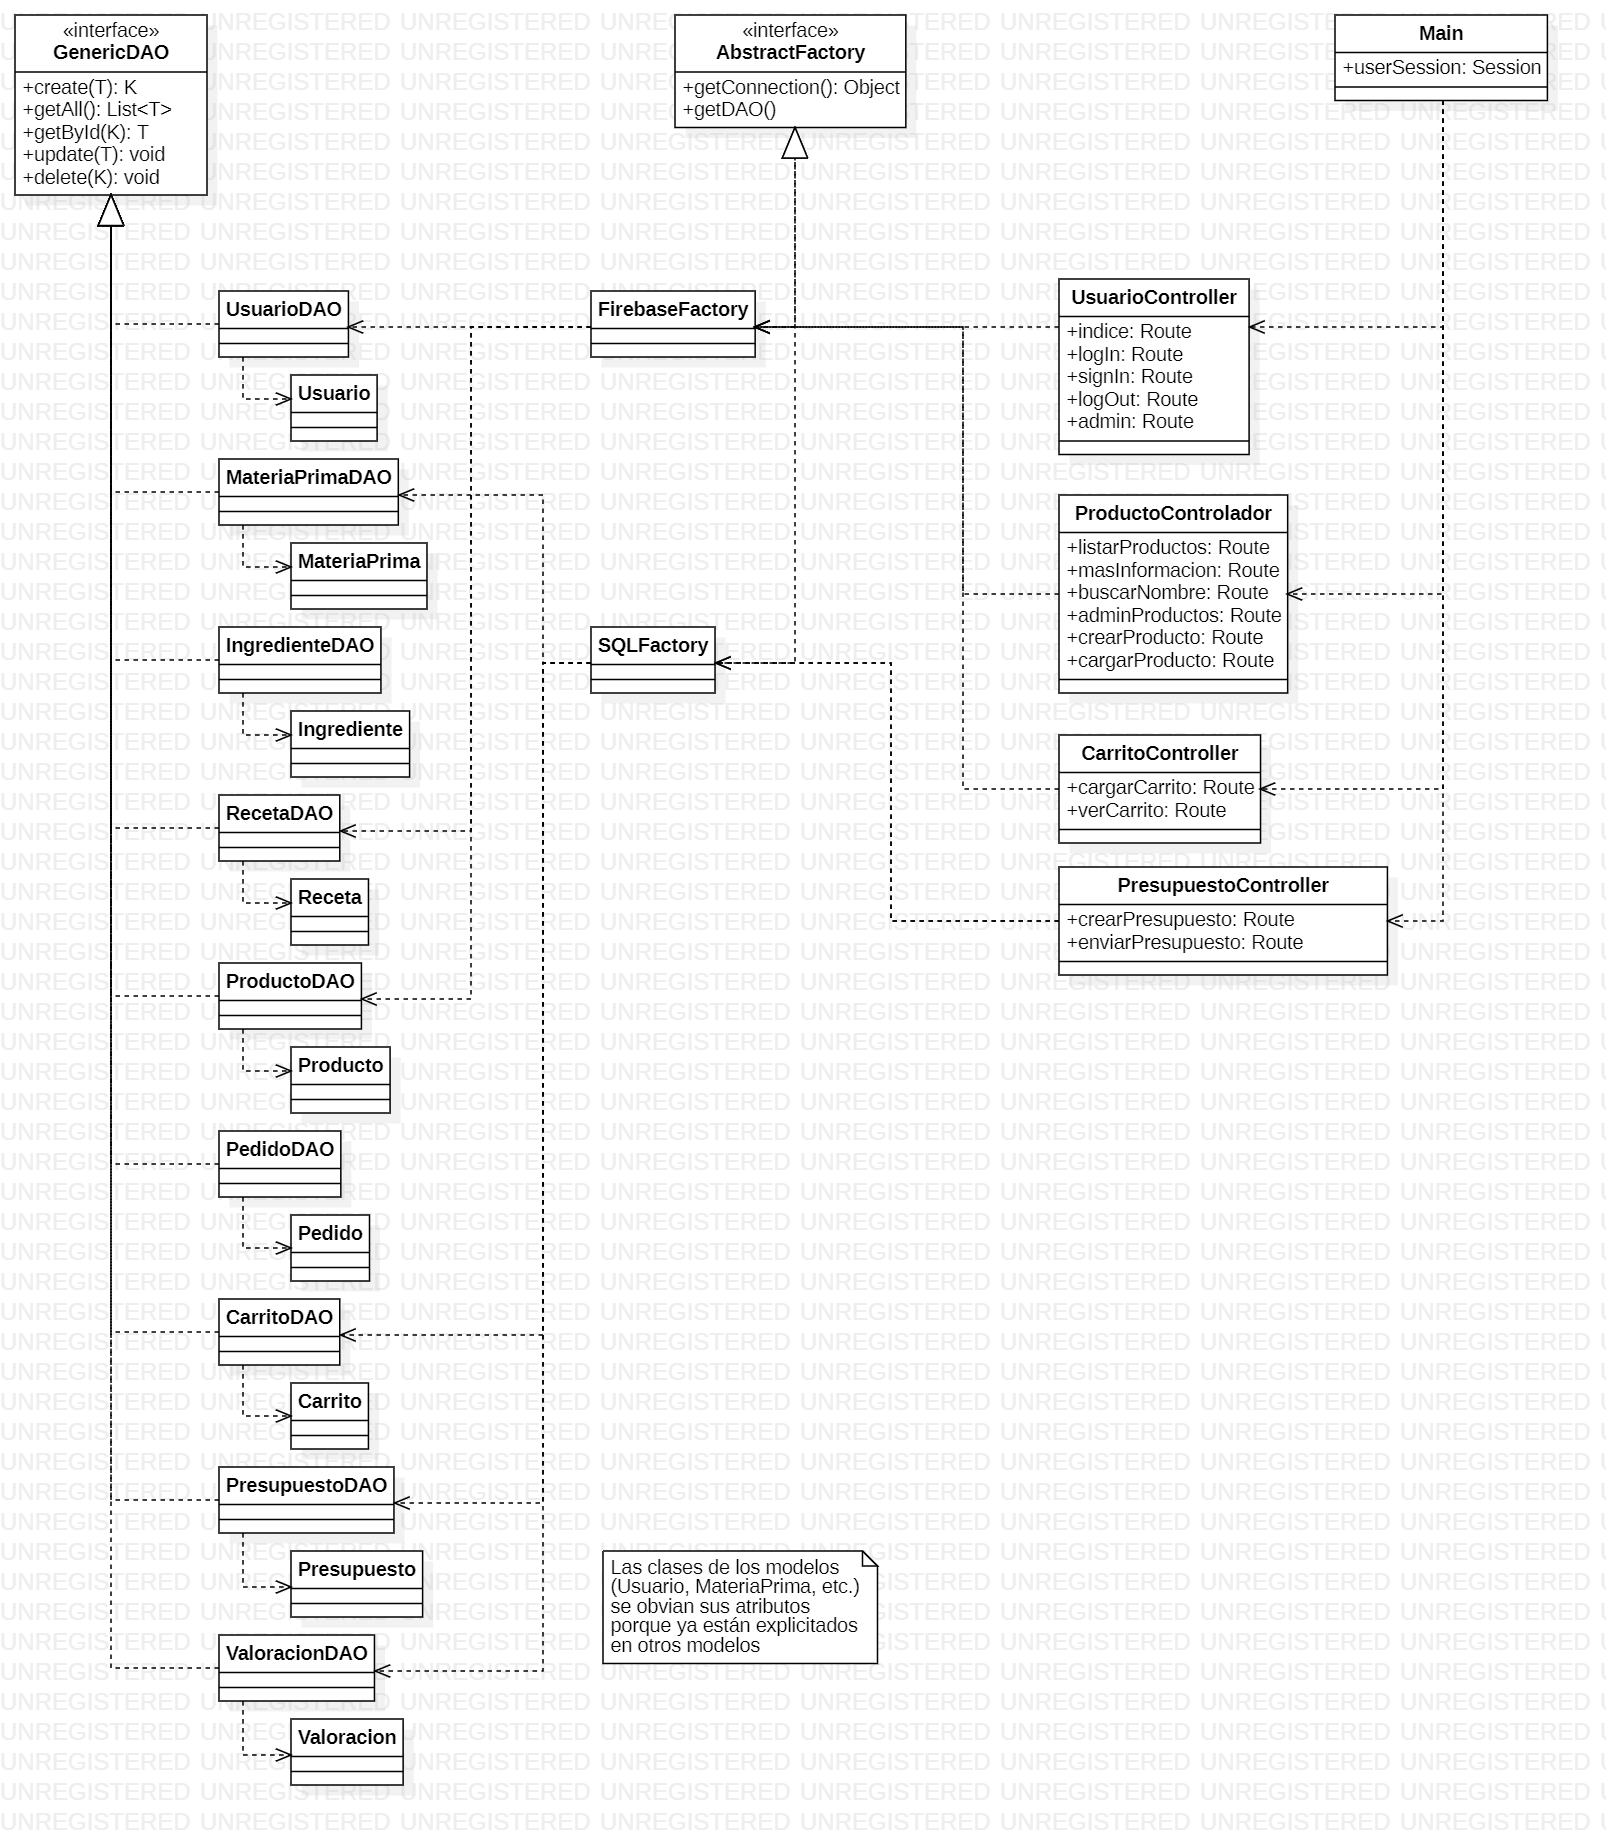 «interface»
GenericDAO
+create(T): K
+getAll(): List<T>
+getById(K): T
+update(T): void
+delete(K): void
«interface»
AbstractFactory
+getConnection(): Object
+getDAO()
Main
+userSession: Session
UsuarioDAO
Usuario
MateriaPrimaDAO
MateriaPrima
IngredienteDAO
Ingrediente
RecetaDAO
Receta
ProductoDAO
Producto
PedidoDAO
Pedido
CarritoDAO
Carrito
PresupuestoDAO
Presupuesto
ValoracionDAO
Valoracion
FirebaseFactory
SQLFactory
UsuarioController
+indice: Route
+logIn: Route
+signIn: Route
+logOut: Route
+admin: Route
ProductoControlador
+listarProductos: Route
+masInformacion: Route
+buscarNombre: Route
+adminProductos: Route
+crearProducto: Route
+cargarProducto: Route
CarritoController
+cargarCarrito: Route
+verCarrito: Route
PresupuestoController
+crearPresupuesto: Route
+enviarPresupuesto: Route
Las clases de los modelos
(Usuario, MateriaPrima, etc.)
se obvian sus atributos
porque ya están explicitados
en otros modelos
UNREGISTERED